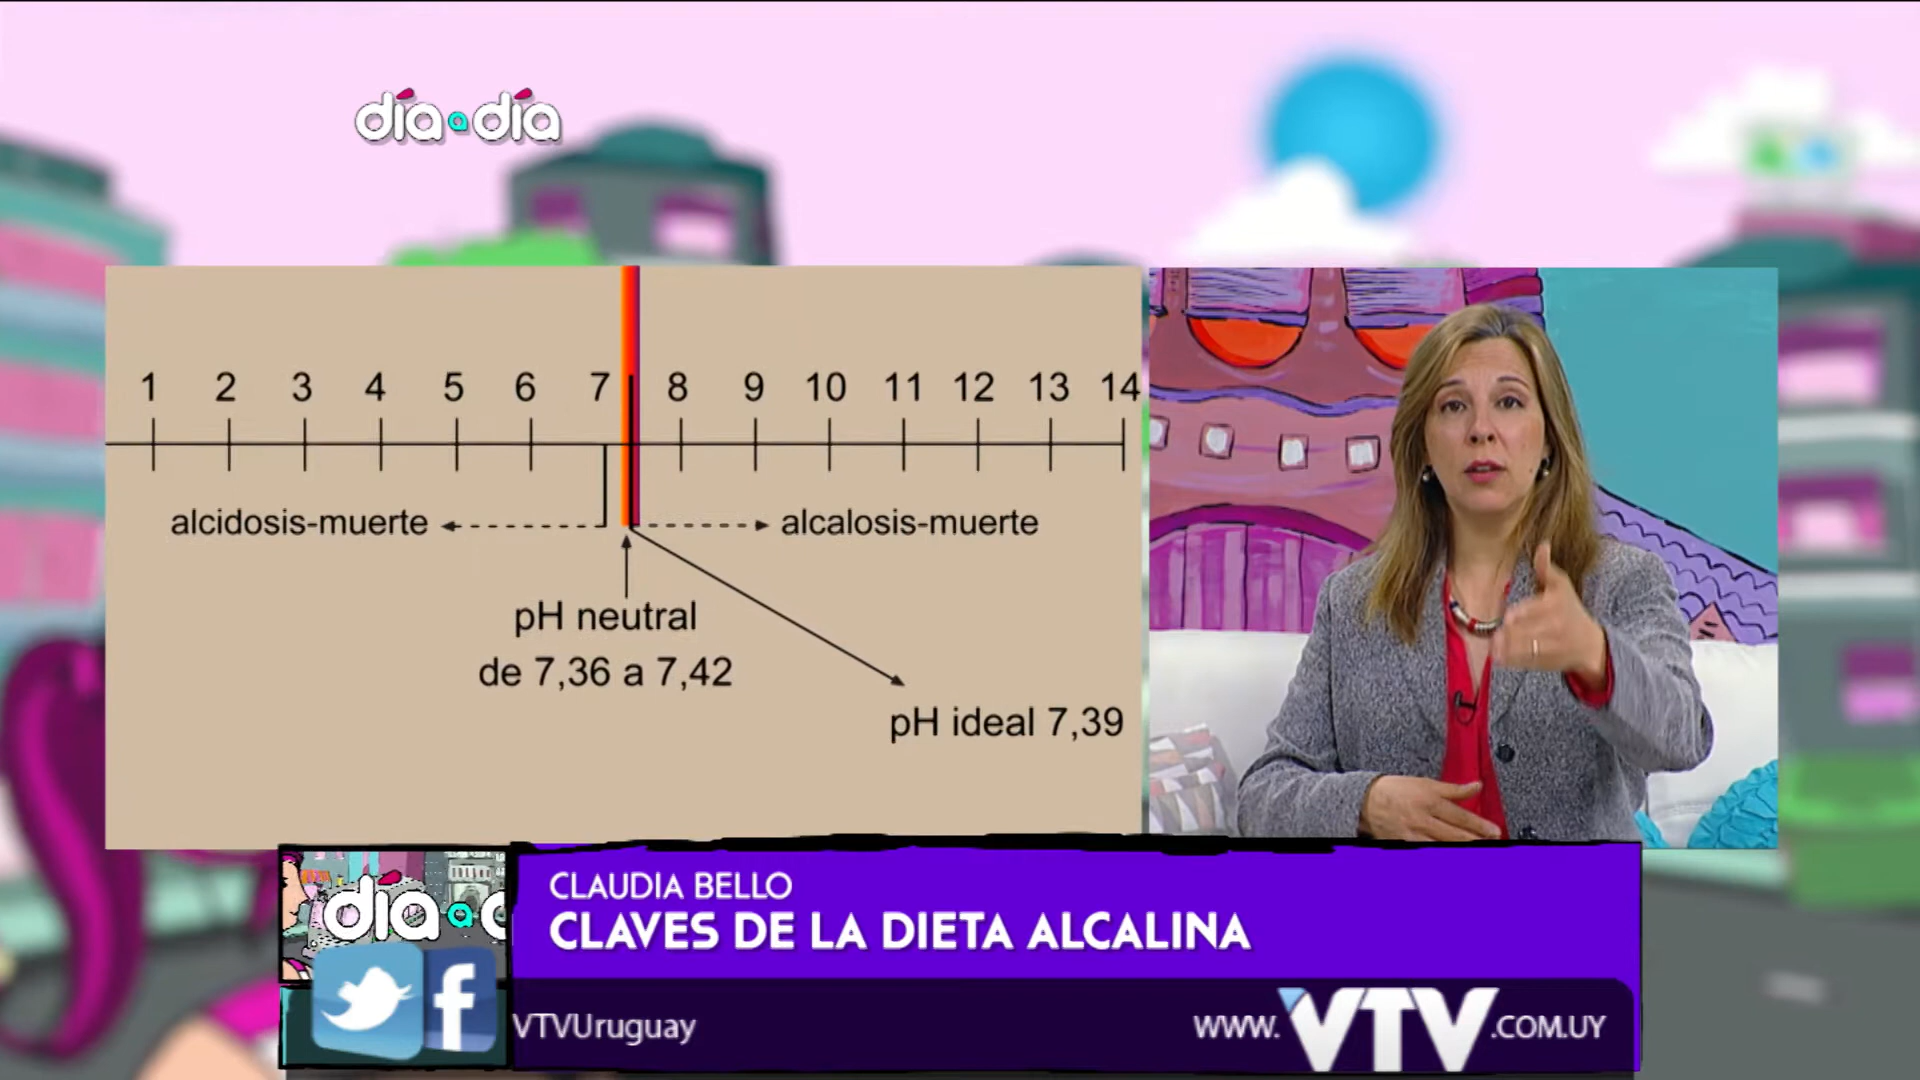 día a día
1 2 3 4 5 6 7 8 9 10 11 12 13 14
alcidosis-muerte
alcalosis-muerte
pH neutral
de 7,36 a 7,42
pH ideal 7,39
día a d
CLAUDIA BELLO
CLAVES DE LA DIETA ALCALINA
f
VTVUruguay
WWW.VTV.COM.UY